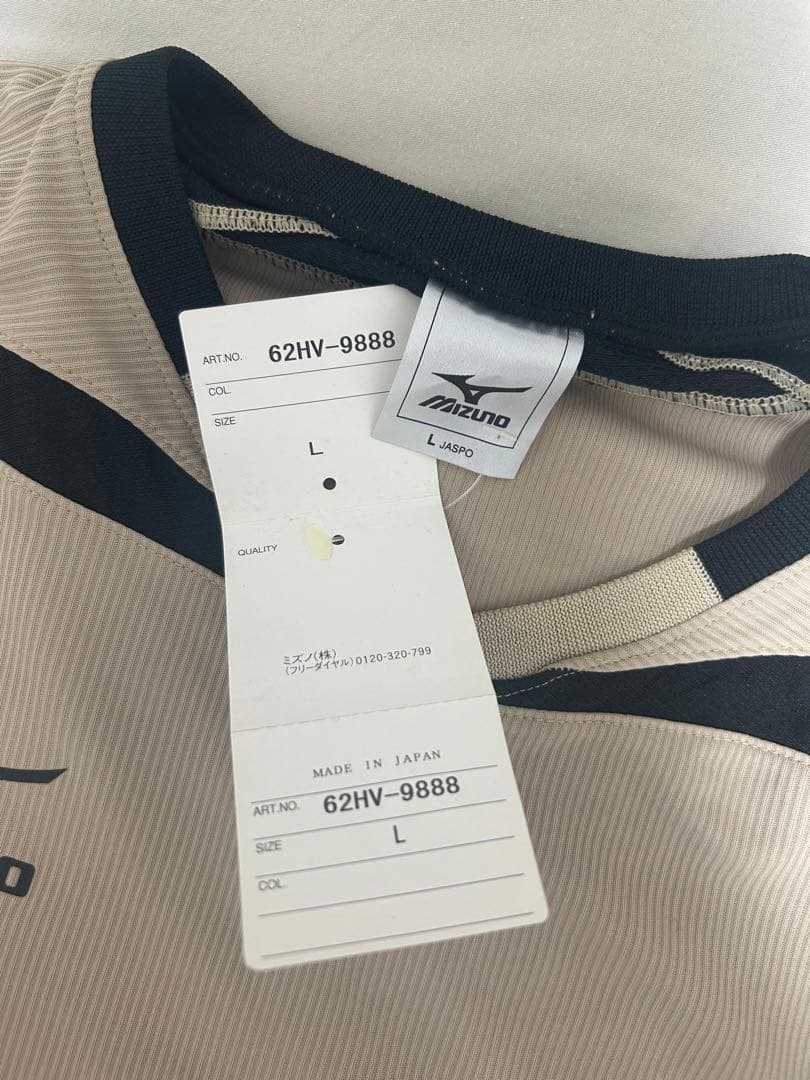 ART.NO. 62HV-9888
COL.
SIZE
L
QUALITY
ミズノ(株)
(フリーダイヤル)0120-320-799
MADE IN JAPAN
ART.NO. 62HV-9888
SIZE L
COL.
MIZUNO
L JASPO
o